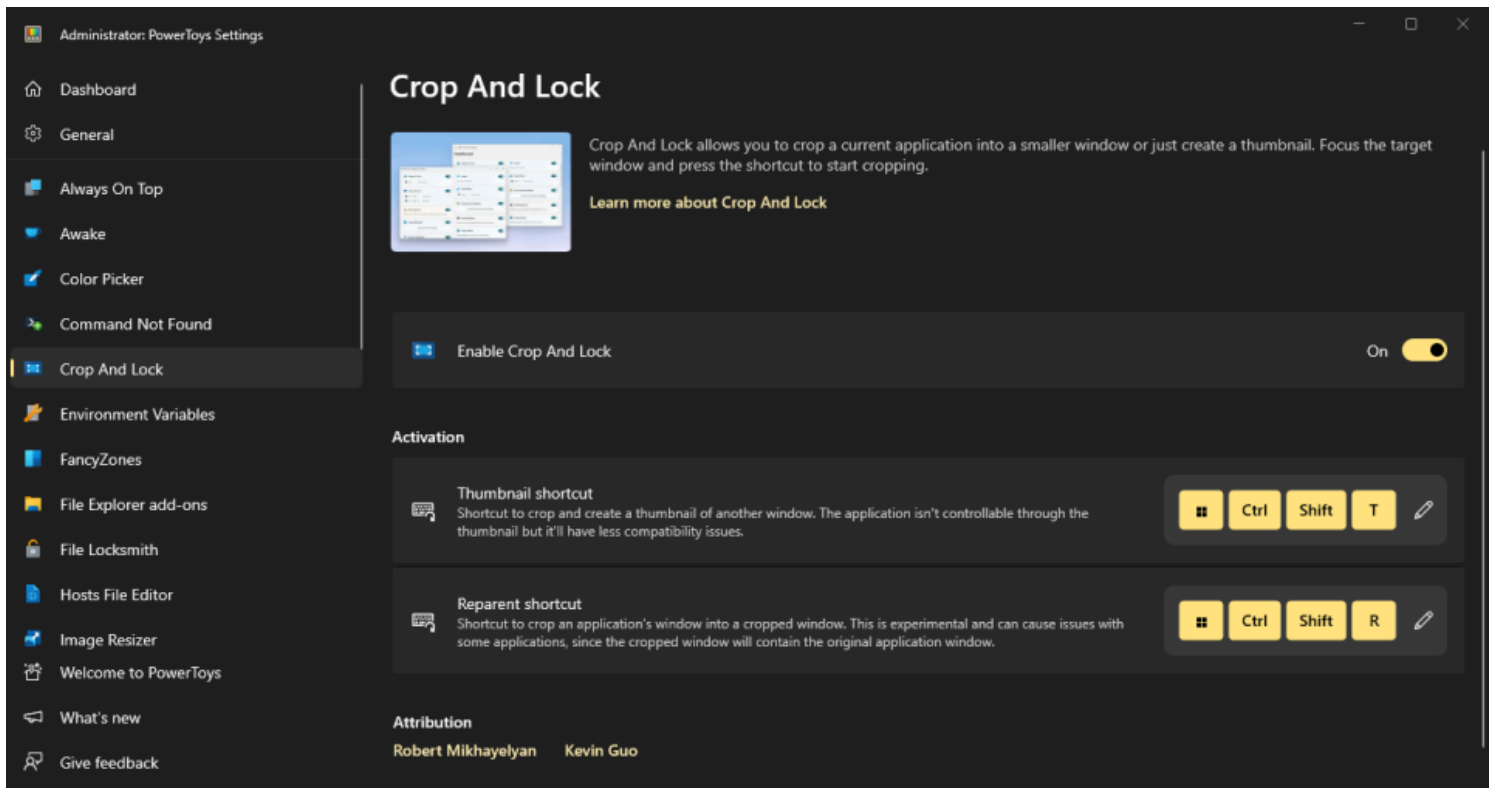 Administrator: PowerToys Settings
Dashboard
General
Always On Top
Awake
Color Picker
Command Not Found
Crop And Lock
Environment Variables
FancyZones
File Explorer add-ons
File Locksmith
Hosts File Editor
Image Resizer
Welcome to PowerToys
What's new
Give feedback
Crop And Lock
Crop And Lock allows you to crop a current application into a smaller window or just create a thumbnail. Focus the target
window and press the shortcut to start cropping.
Learn more about Crop And Lock
Enable Crop And Lock
On
Activation
Thumbnail shortcut
Shortcut to crop and create a thumbnail of another window. The application isn't controllable through the
thumbnail but it'll have less compatibility issues.
Ctrl Shift T
Reparent shortcut
Shortcut to crop an application's window into a cropped window. This is experimental and can cause issues with
some applications, since the cropped window will contain the original application window.
Ctrl Shift R
Attribution
Robert Mikhayelyan Kevin Guo